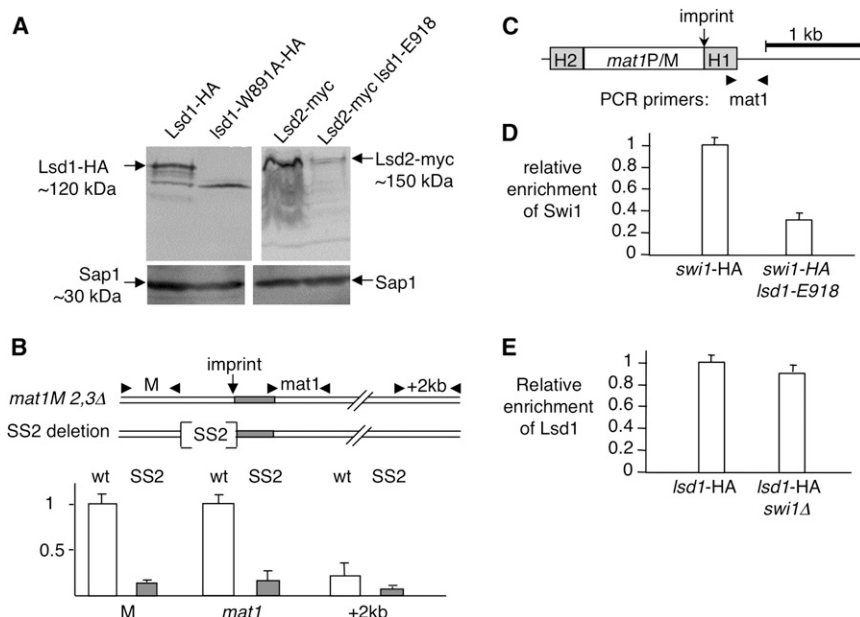 A
Lsd1-HA
lsd1-W891A-HA
Lsd2-myc
Lsd2-myc lsd1-E918
Lsd1-HA
~120 kDa
Lsd2-myc
~150 kDa
Sap1
~30 kDa
Sap1
B
imprint
M
mat1
+2kb
mat1M 2,3Δ
SS2 deletion
SS2
wt SS2 wt SS2 wt SS2
1
0.5
M mat1 +2kb
C
imprint
1 kb
H2 mat1P/M H1
PCR primers: mat1
D
relative
enrichment
of Swi1
1
0.8
0.6
0.4
0.2
0
swi1-HA
swi1-HA
lsd1-E918
E
Relative
enrichment
of Lsd1
1
0.8
0.6
0.4
0.2
0
lsd1-HA
lsd1-HA
swi1Δ